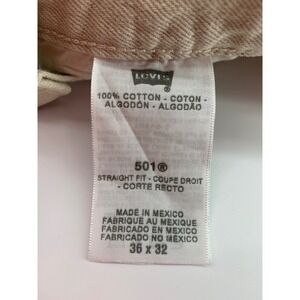 LEVI'S
®
100% COTTON - COTON -
ALGODÓN - ALGODÃO
501®
STRAIGHT FIT - COUPE DROIT
- CORTE RECTO
MADE IN MEXICO
FABRIQUE AU MEXIQUE
FABRICADO EN MEXICO
FABRICADO NO MÉXICO
36 x 32